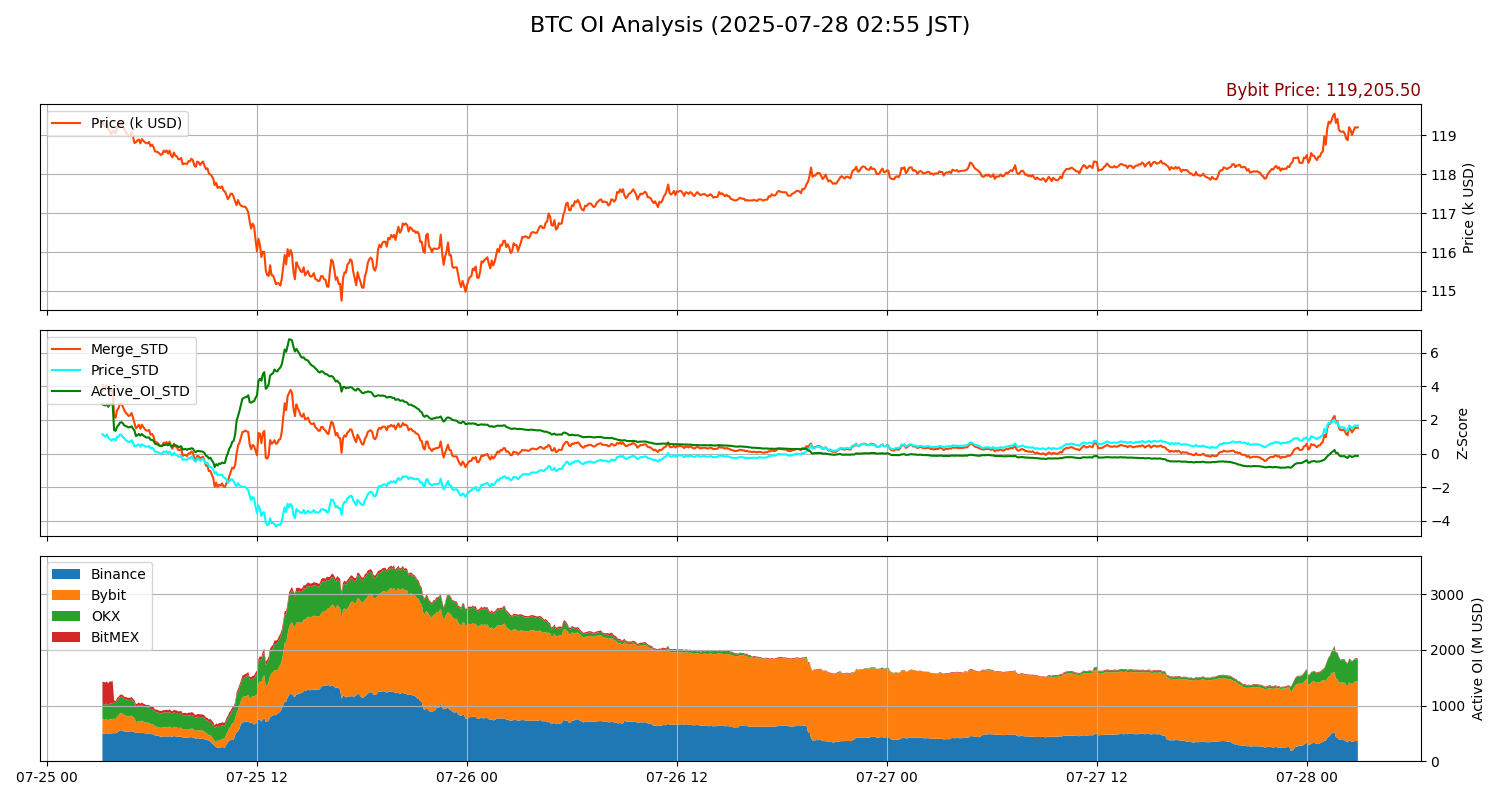 BTC OI Analysis (2025-07-28 02:55 JST)
Bybit Price: 119,205.50
Price (k USD)
119
118
117
116
115
Price (k USD)
Merge_STD
Price_STD
Active_OI_STD
6
4
2
0
−2
−4
Z-Score
Binance
Bybit
OKX
BitMEX
3000
2000
1000
0
Active OI (M USD)
07-25 00
07-25 12
07-26 00
07-26 12
07-27 00
07-27 12
07-28 00